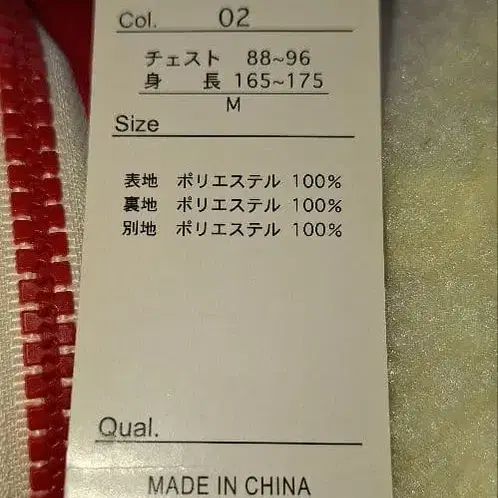 Col. 02
チェスト 88~96
身 長 165~175
M
Size
表地 ポリエステル 100%
裏地 ポリエステル 100%
別地 ポリエステル 100%
Qual.
MADE IN CHINA